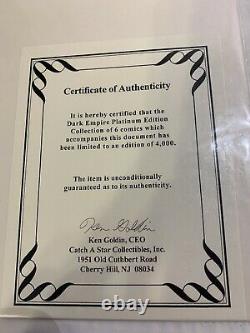 Certificate of Authenticity
It is hereby certified that the
Dark Empire Platinum Edition
Collection of 6 comics which
accompanies this document has
been limited to an edition of 4,000.
The item is unconditionally
guaranteed as to its authenticity.
Ken Goldin
Ken Goldin, CEO
Catch A Star Collectibles, Inc.
1951 Old Cuthbert Road
Cherry Hill, NJ 08034